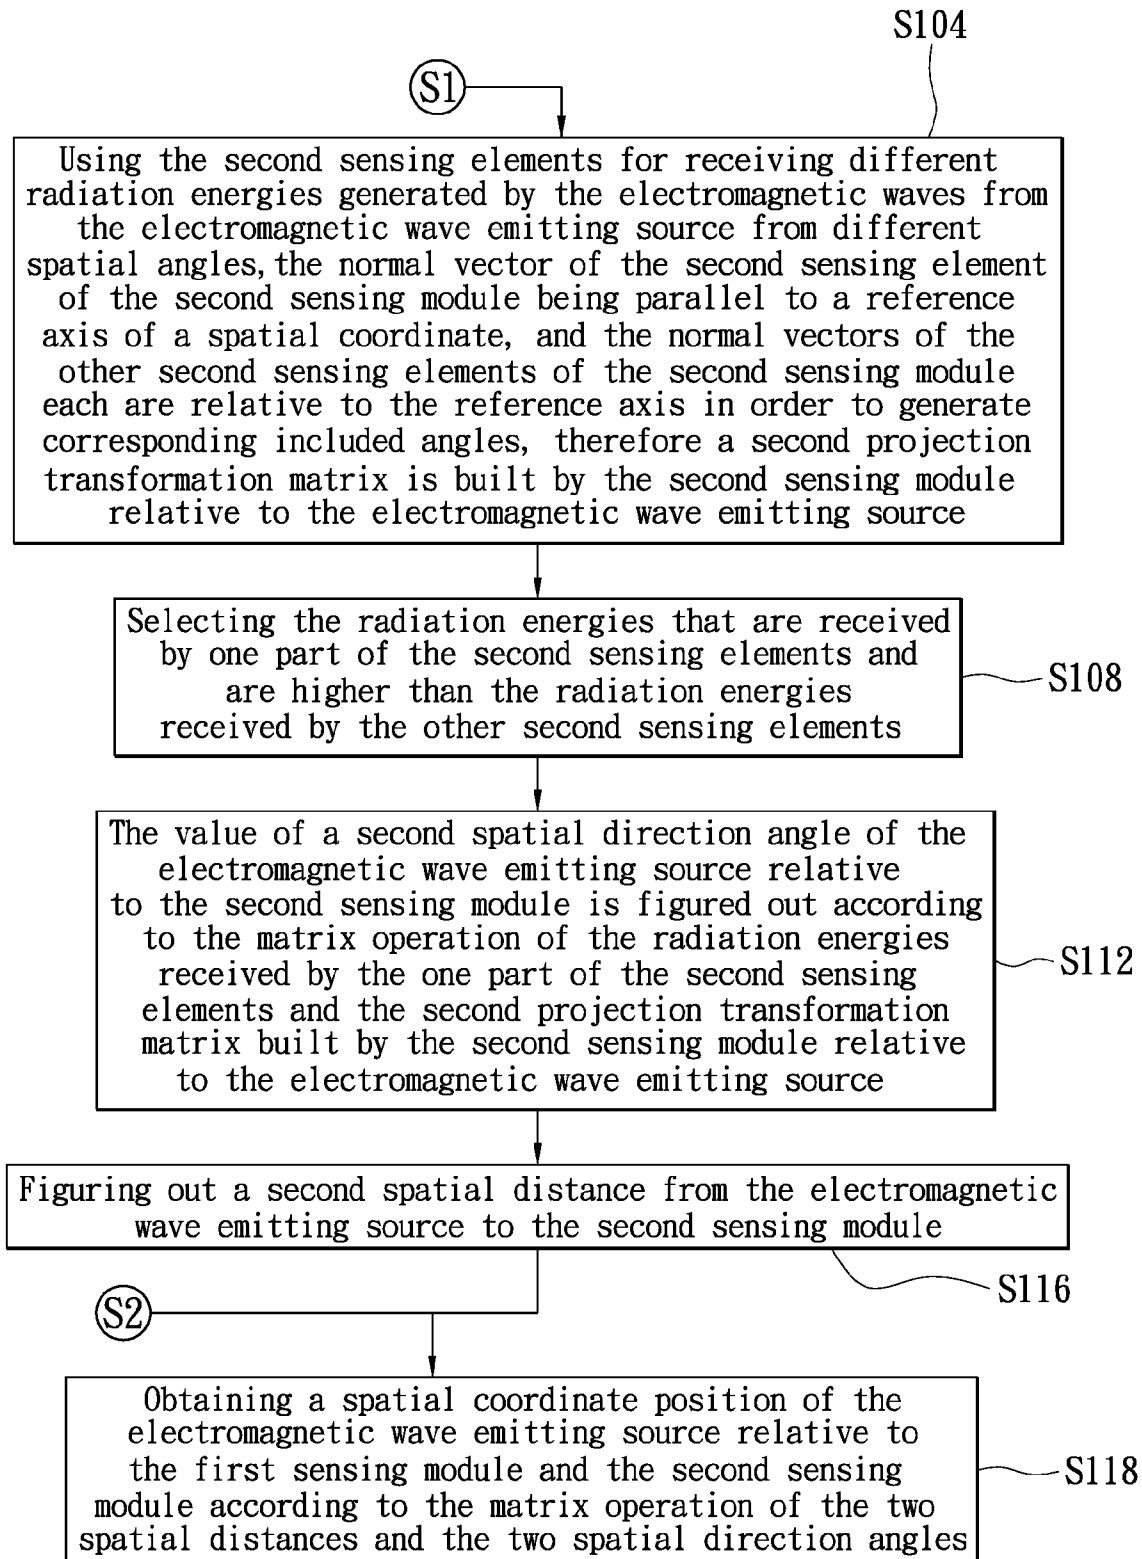 S104
S1
Using the second sensing elements for receiving different
radiation energies generated by the electromagnetic waves from
the electromagnetic wave emitting source from different
spatial angles, the normal vector of the second sensing element
of the second sensing module being parallel to a reference
axis of a spatial coordinate, and the normal vectors of the
other second sensing elements of the second sensing module
each are relative to the reference axis in order to generate
corresponding included angles, therefore a second projection
transformation matrix is built by the second sensing module
relative to the electromagnetic wave emitting source
Selecting the radiation energies that are received
by one part of the second sensing elements and
are higher than the radiation energies
received by the other second sensing elements
S108
The value of a second spatial direction angle of the
electromagnetic wave emitting source relative
to the second sensing module is figured out according
to the matrix operation of the radiation energies
received by the one part of the second sensing
elements and the second projection transformation
matrix built by the second sensing module relative
to the electromagnetic wave emitting source
S112
Figuring out a second spatial distance from the electromagnetic
wave emitting source to the second sensing module
S116
S2
Obtaining a spatial coordinate position of the
electromagnetic wave emitting source relative to
the first sensing module and the second sensing
module according to the matrix operation of the two
spatial distances and the two spatial direction angles
S118